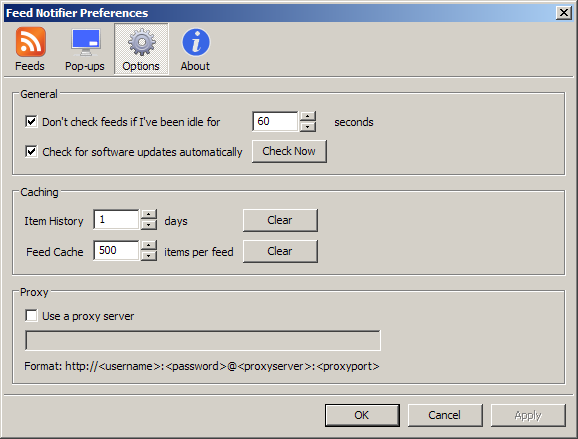 Feed Notifier Preferences
Feeds Pop-ups Options About
General
Don't check feeds if I've been idle for 60 seconds
Check for software updates automatically Check Now
Caching
Item History 1 days Clear
Feed Cache 500 items per feed Clear
Proxy
Use a proxy server
Format: http://<username>:<password>@<proxyserver>:<proxyport>
OK Cancel Apply